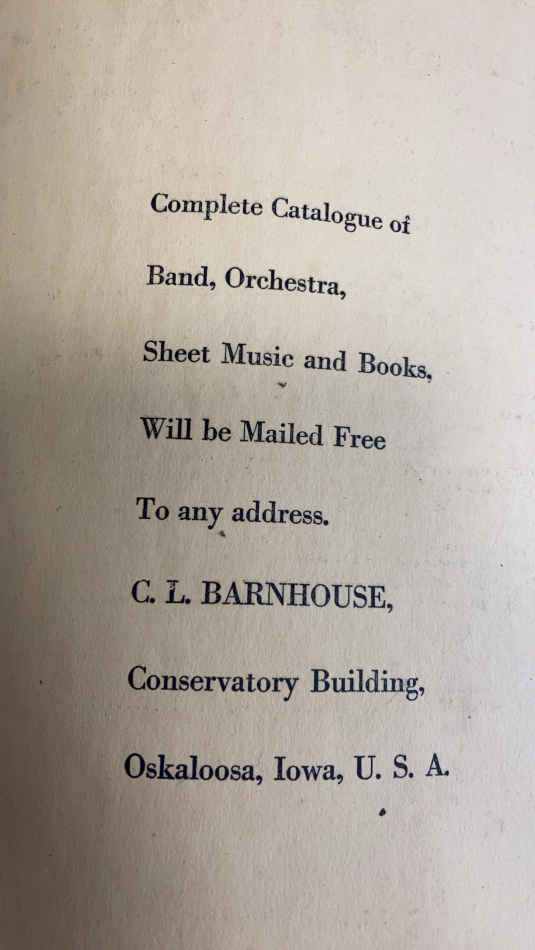 Complete Catalogue of
Band, Orchestra,
Sheet Music and Books,
Will be Mailed Free
To any address.
C. L. BARNHOUSE,
Conservatory Building,
Oskaloosa, Iowa, U. S. A.